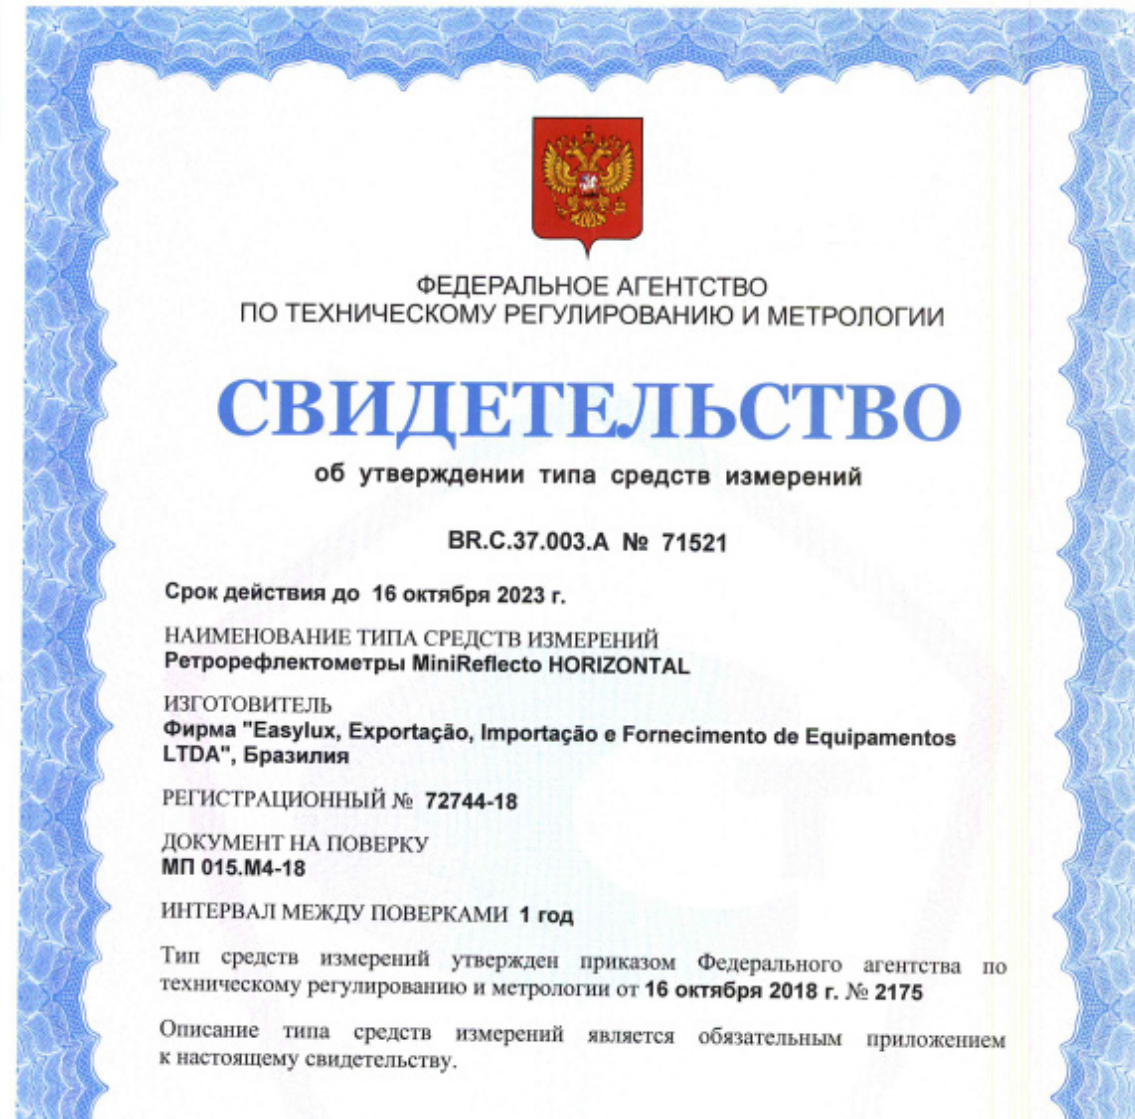 ФЕДЕРАЛЬНОЕ АГЕНТСТВО
ПО ТЕХНИЧЕСКОМУ РЕГУЛИРОВАНИЮ И МЕТРОЛОГИИ
СВИДЕТЕЛЬСТВО
об утверждении типа средств измерений
BR.C.37.003.A № 71521
Срок действия до 16 октября 2023 г.
НАИМЕНОВАНИЕ ТИПА СРЕДСТВ ИЗМЕРЕНИЙ
Ретрорефлектометры MiniReflecto HORIZONTAL
ИЗГОТОВИТЕЛЬ
Фирма "Easylux, Exportação, Importação e Fornecimento de Equipamentos
LTDA", Бразилия
РЕГИСТРАЦИОННЫЙ № 72744-18
ДОКУМЕНТ НА ПОВЕРКУ
МП 015.М4-18
ИНТЕРВАЛ МЕЖДУ ПОВЕРКАМИ 1 год
Тип средств измерений утвержден приказом Федерального агентства по
техническому регулированию и метрологии от 16 октября 2018 г. № 2175
Описание типа средств измерений является обязательным приложением
к настоящему свидетельству.